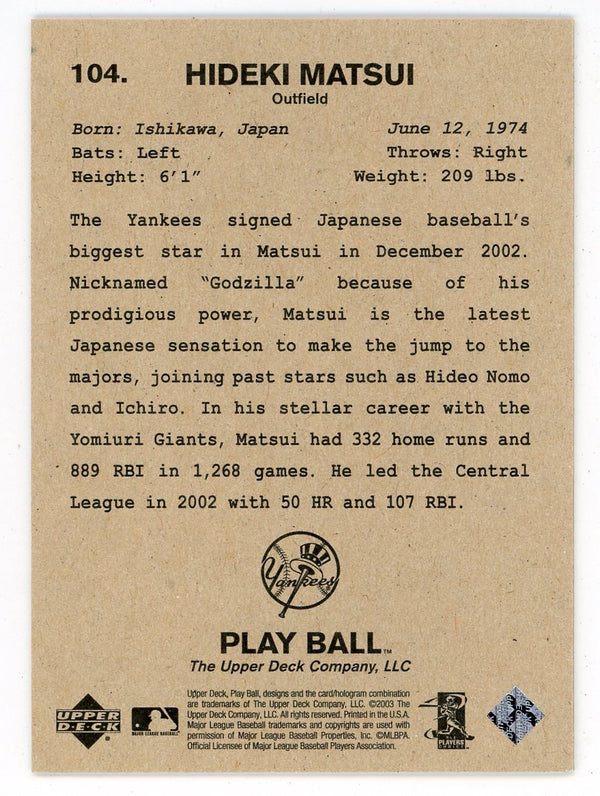 104. HIDEKI MATSUI
Outfield
Born: Ishikawa, Japan June 12, 1974
Bats: Left Throws: Right
Height: 6'1" Weight: 209 lbs.
The Yankees signed Japanese baseball's
biggest star in Matsui in December 2002.
Nicknamed "Godzilla" because of his
prodigious power, Matsui is the latest
Japanese sensation to make the jump to the
majors, joining past stars such as Hideo Nomo
and Ichiro. In his stellar career with the
Yomiuri Giants, Matsui had 332 home runs and
889 RBI in 1,268 games. He led the Central
League in 2002 with 50 HR and 107 RBI.
Yankees
PLAY BALL™
The Upper Deck Company, LLC
Upper Deck, Play Ball, designs and the card/hologram combination
are trademarks of The Upper Deck Company, LLC. ©2003 The
Upper Deck Company, LLC. All rights reserved. Printed in the U.S.A.
Major League Baseball trademarks and copyrights are used with
permission of Major League Baseball Properties, Inc. ©MLBPA.
Official Licensee of Major League Baseball Players Association.
UPPER
D·E·C·K®
MAJOR LEAGUE BASEBALL
PLAYERS